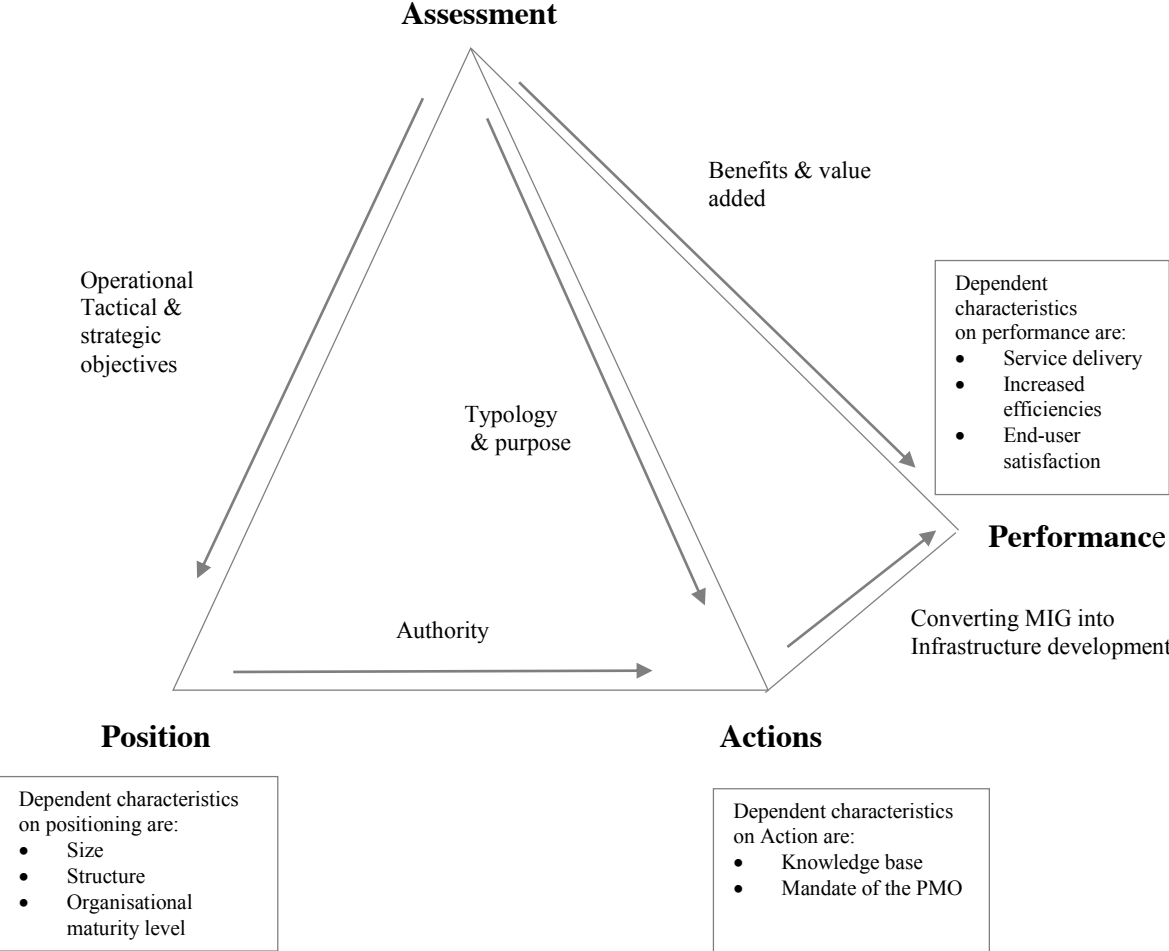 Assessment
Benefits & value
added
Operational
Tactical &
strategic
objectives
Dependent
characteristics
on performance are:
• Service delivery
• Increased
efficiencies
• End-user
satisfaction
Typology
& purpose
Performance
Authority
Converting MIG into
Infrastructure development
Position
Actions
Dependent characteristics
on positioning are:
• Size
• Structure
• Organisational
maturity level
Dependent characteristics
on Action are:
• Knowledge base
• Mandate of the PMO